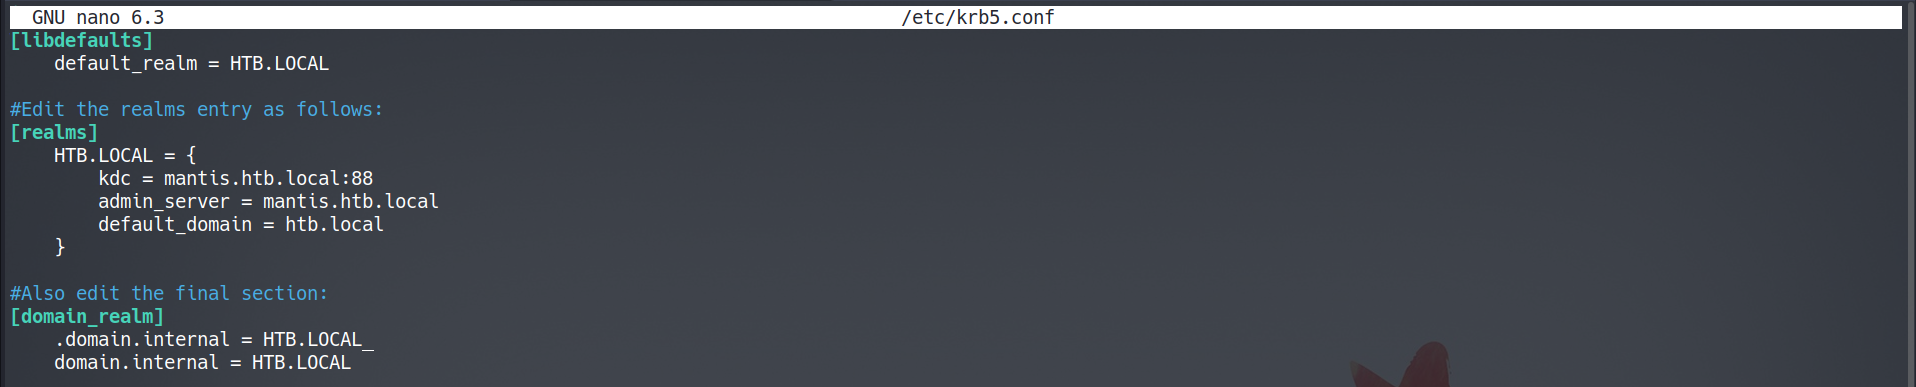 GNU nano 6.3 /etc/krb5.conf
[libdefaults]
default_realm = HTB.LOCAL
#Edit the realms entry as follows:
[realms]
HTB.LOCAL = {
kdc = mantis.htb.local:88
admin_server = mantis.htb.local
default_domain = htb.local
}
#Also edit the final section:
[domain_realm]
.domain.internal = HTB.LOCAL_
domain.internal = HTB.LOCAL